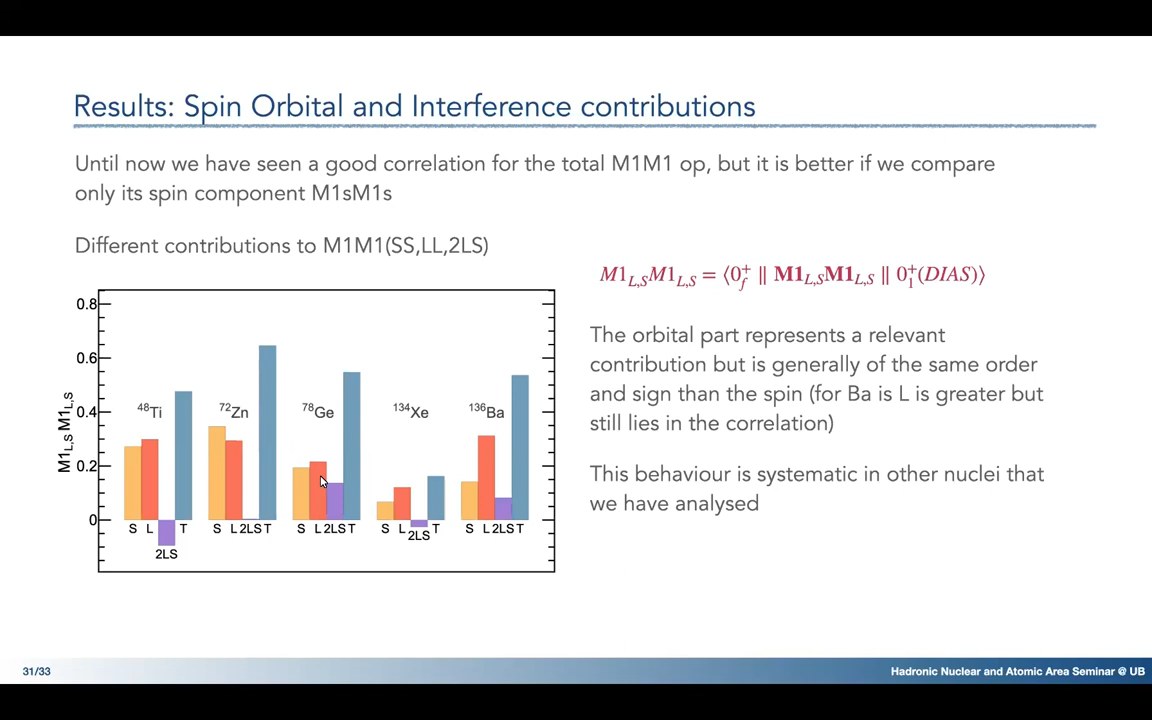 Results: Spin Orbital and Interference contributions
Until now we have seen a good correlation for the total M1M1 op, but it is better if we compare
only its spin component M1sM1s
Different contributions to M1M1(SS,LL,2LS)
M1_{L,S}M1_{L,S} = ⟨0_f^+ ∥ M1_{L,S}M1_{L,S} ∥ 0_1^+(DIAS)⟩
The orbital part represents a relevant
contribution but is generally of the same order
and sign than the spin (for Ba is L is greater but
still lies in the correlation)
This behaviour is systematic in other nuclei that
we have analysed
M1_{L,S} M1_{L,S}
0.8
0.6
0.4
0.2
0
⁴⁸Ti ⁷²Zn ⁷⁸Ge ¹³⁴Xe ¹³⁶Ba
S L 2LS T
S L 2LS T
S L 2LS T
S L 2LS T
S L 2LS T
31/33
Hadronic Nuclear and Atomic Area Seminar @ UB